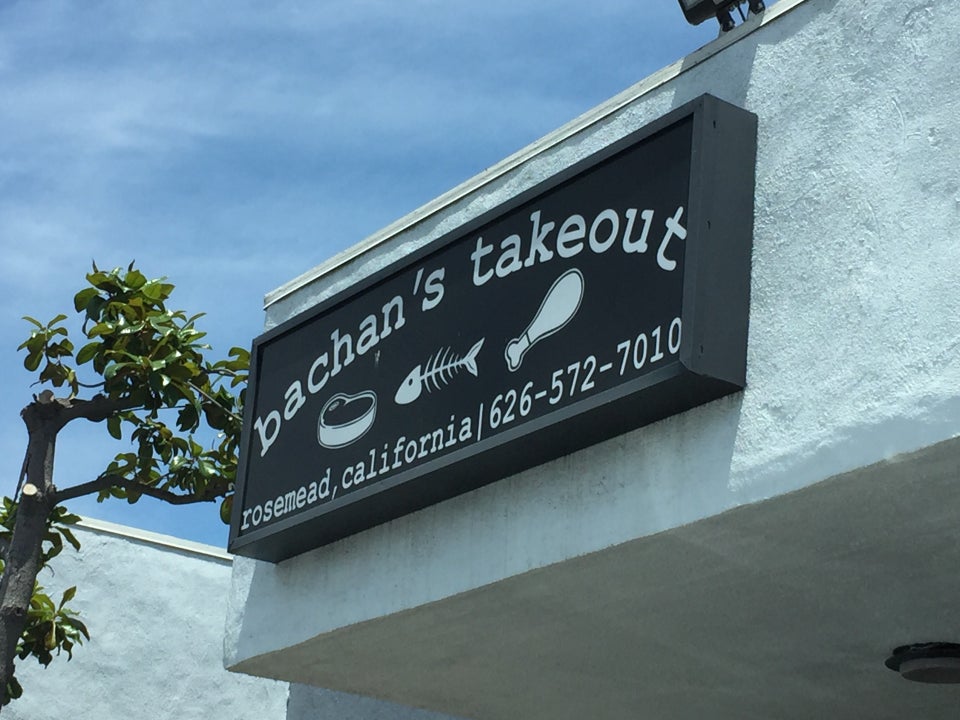 bachan's takeout
rosemead, california|626-572-7010